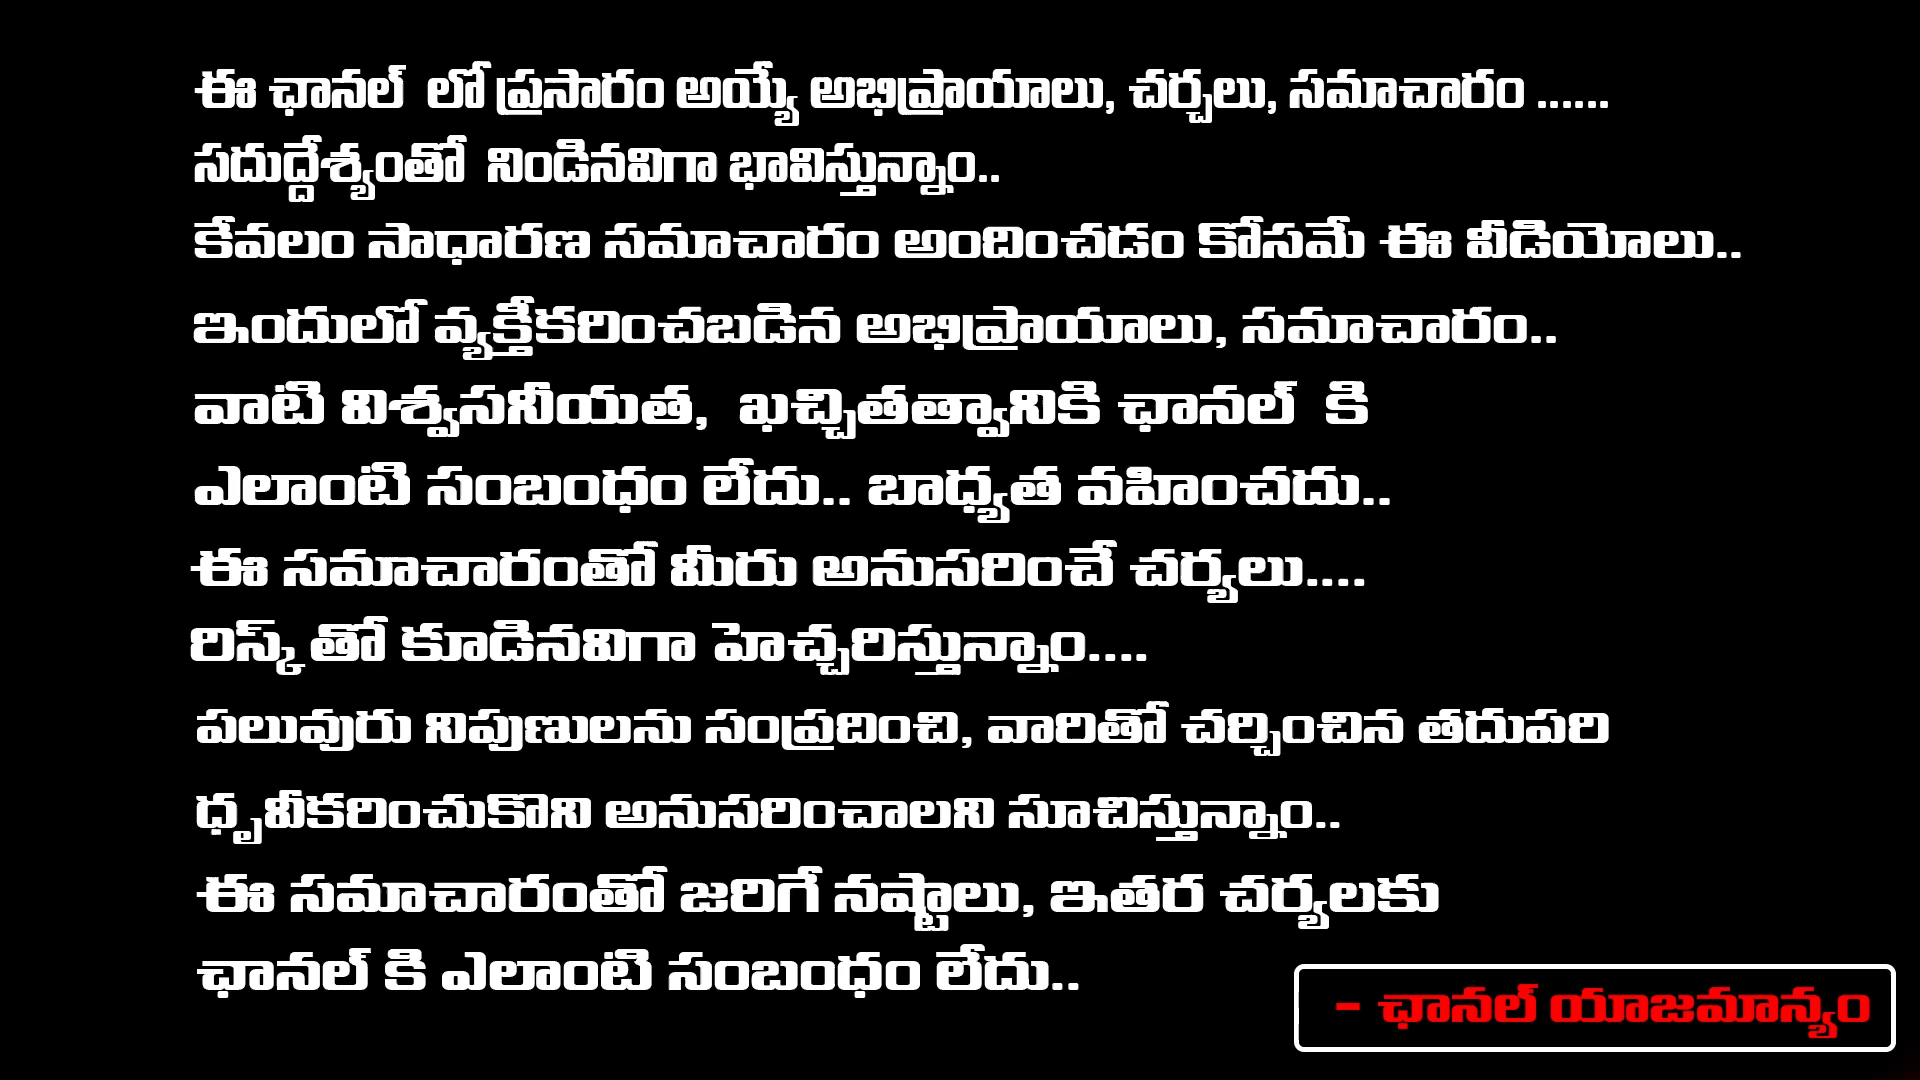 ఈ ఛానల్ లో ప్రసారం అయ్యే అభిప్రాయాలు, చర్చలు, సమాచారం ......
సదుద్దేశ్యంతో నిండినవిగా భావిస్తున్నాం..
కేవలం సాధారణ సమాచారం అందించడం కోసమే ఈ వీడియోలు..
ఇందులో వ్యక్తీకరించబడిన అభిప్రాయాలు, సమాచారం..
వాటి విశ్వసనీయత, ఖచ్చితత్వానికి ఛానల్ కి
ఎలాంటి సంబంధం లేదు.. బాధ్యత వహించదు..
ఈ సమాచారంతో మీరు అనుసరించే చర్యలు....
రిస్క్ తో కూడినవిగా హెచ్చరిస్తున్నాం....
పలువురు నిపుణులను సంప్రదించి, వారితో చర్చించిన తదుపరి
ధృవీకరించుకొని అనుసరించాలని సూచిస్తున్నాం..
ఈ సమాచారంతో జరిగే నష్టాలు, ఇతర చర్యలకు
ఛానల్ కి ఎలాంటి సంబంధం లేదు..
- ఛానల్ యాజమాన్యం